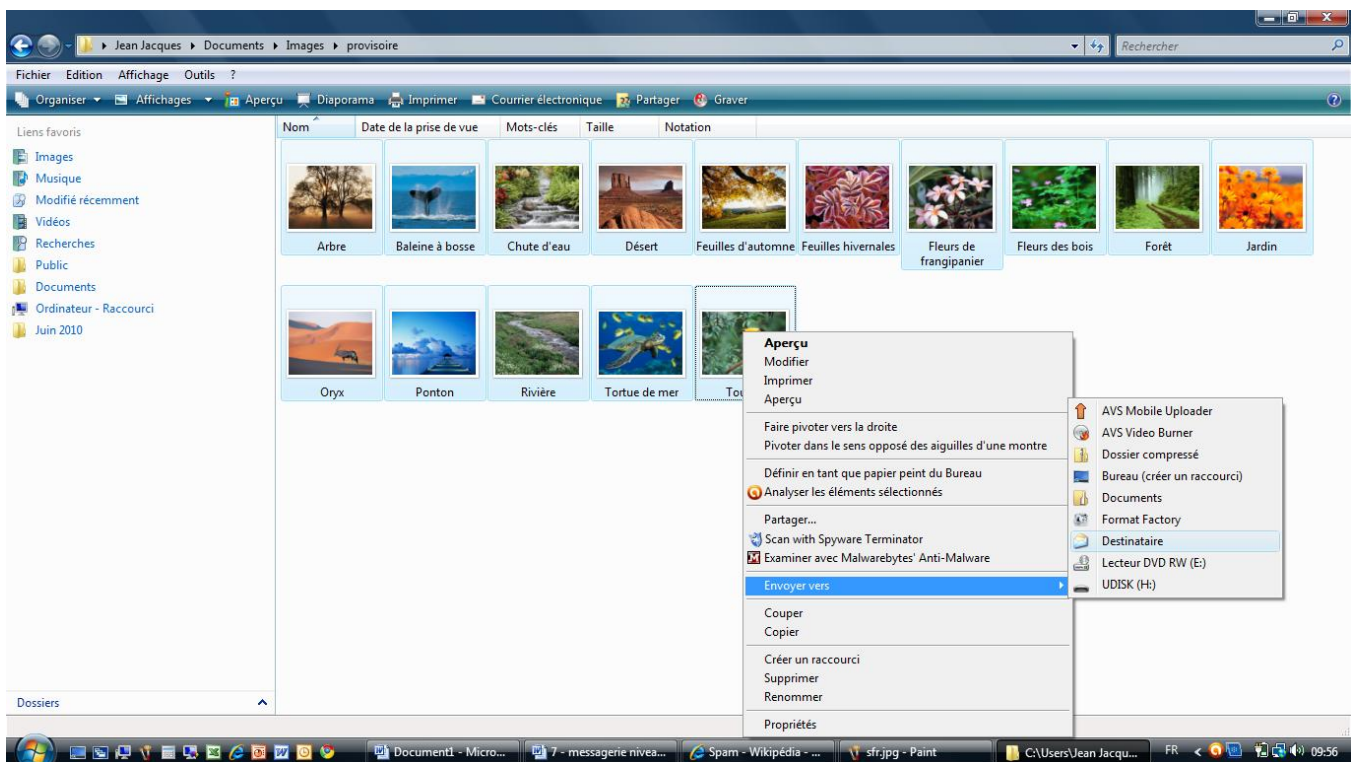 Jean Jacques ▸ Documents ▸ Images ▸ provisoire
Rechercher
Fichier Edition Affichage Outils ?
Organiser Affichages Aperçu Diaporama Imprimer Courrier électronique Partager Graver
Liens favoris
Images
Musique
Modifié récemment
Vidéos
Recherches
Public
Documents
Ordinateur - Raccourci
Juin 2010
Dossiers
Nom Date de la prise de vue Mots-clés Taille Notation
Arbre Baleine à bosse Chute d'eau Désert Feuilles d'automne Feuilles hivernales Fleurs de frangipanier Fleurs des bois Forêt Jardin
Oryx Ponton Rivière Tortue de mer Tou
Aperçu
Modifier
Imprimer
Aperçu
Faire pivoter vers la droite
Pivoter dans le sens opposé des aiguilles d'une montre
Définir en tant que papier peint du Bureau
Analyser les éléments sélectionnés
Partager...
Scan with Spyware Terminator
Examiner avec Malwarebytes' Anti-Malware
Envoyer vers
Couper
Copier
Créer un raccourci
Supprimer
Renommer
Propriétés
AVS Mobile Uploader
AVS Video Burner
Dossier compressé
Bureau (créer un raccourci)
Documents
Format Factory
Destinataire
Lecteur DVD RW (E:)
UDISK (H:)
Document1 - Micro... 7 - messagerie nivea... Spam - Wikipédia - ... sfr.jpg - Paint C:\Users\Jean Jacqu... FR 09:56